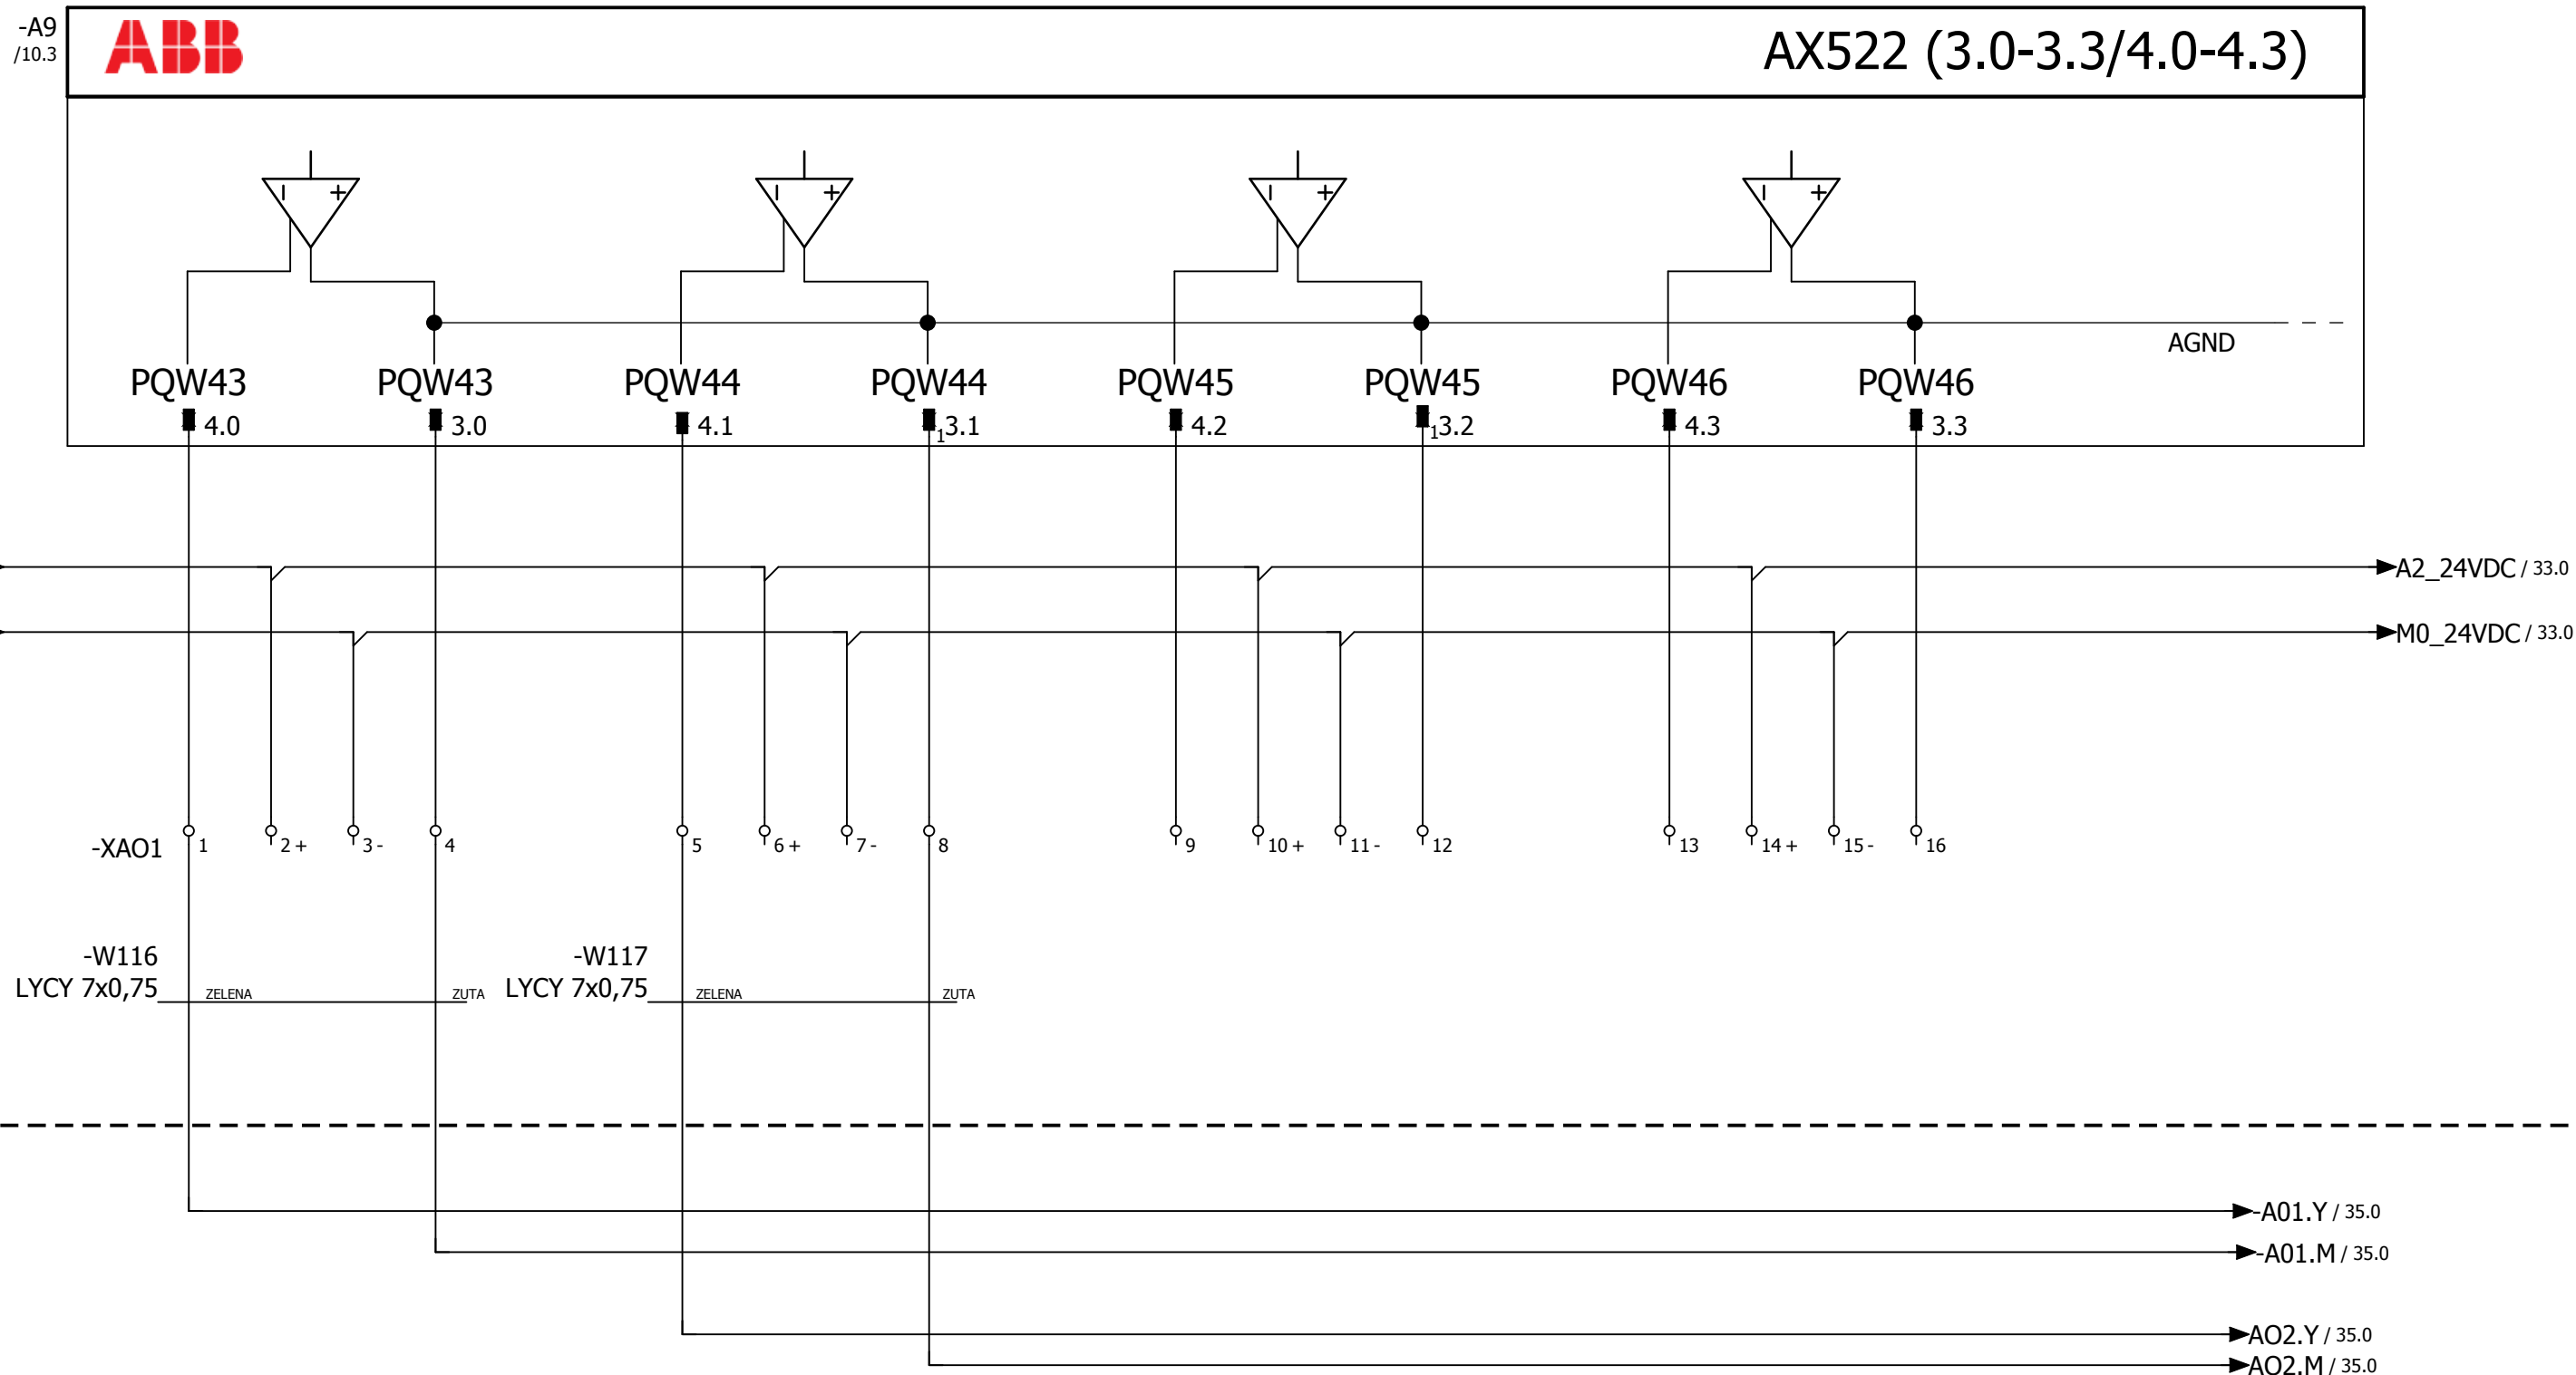 -A9
/10.3
ABB
AX522 (3.0-3.3/4.0-4.3)
AGND
PQW43 PQW43 PQW44 PQW44 PQW45 PQW45 PQW46 PQW46
4.0 3.0 4.1 1 3.1 4.2 1 3.2 4.3 3.3
A2_24VDC / 33.0
M0_24VDC / 33.0
-XAO1 1 2 + 3 - 4 5 6 + 7 - 8 9 10 + 11 - 12 13 14 + 15 - 16
-W116 -W117
LYCY 7x0,75 ZELENA ZUTA LYCY 7x0,75 ZELENA ZUTA
-A01.Y / 35.0
-A01.M / 35.0
AO2.Y / 35.0
AO2.M / 35.0